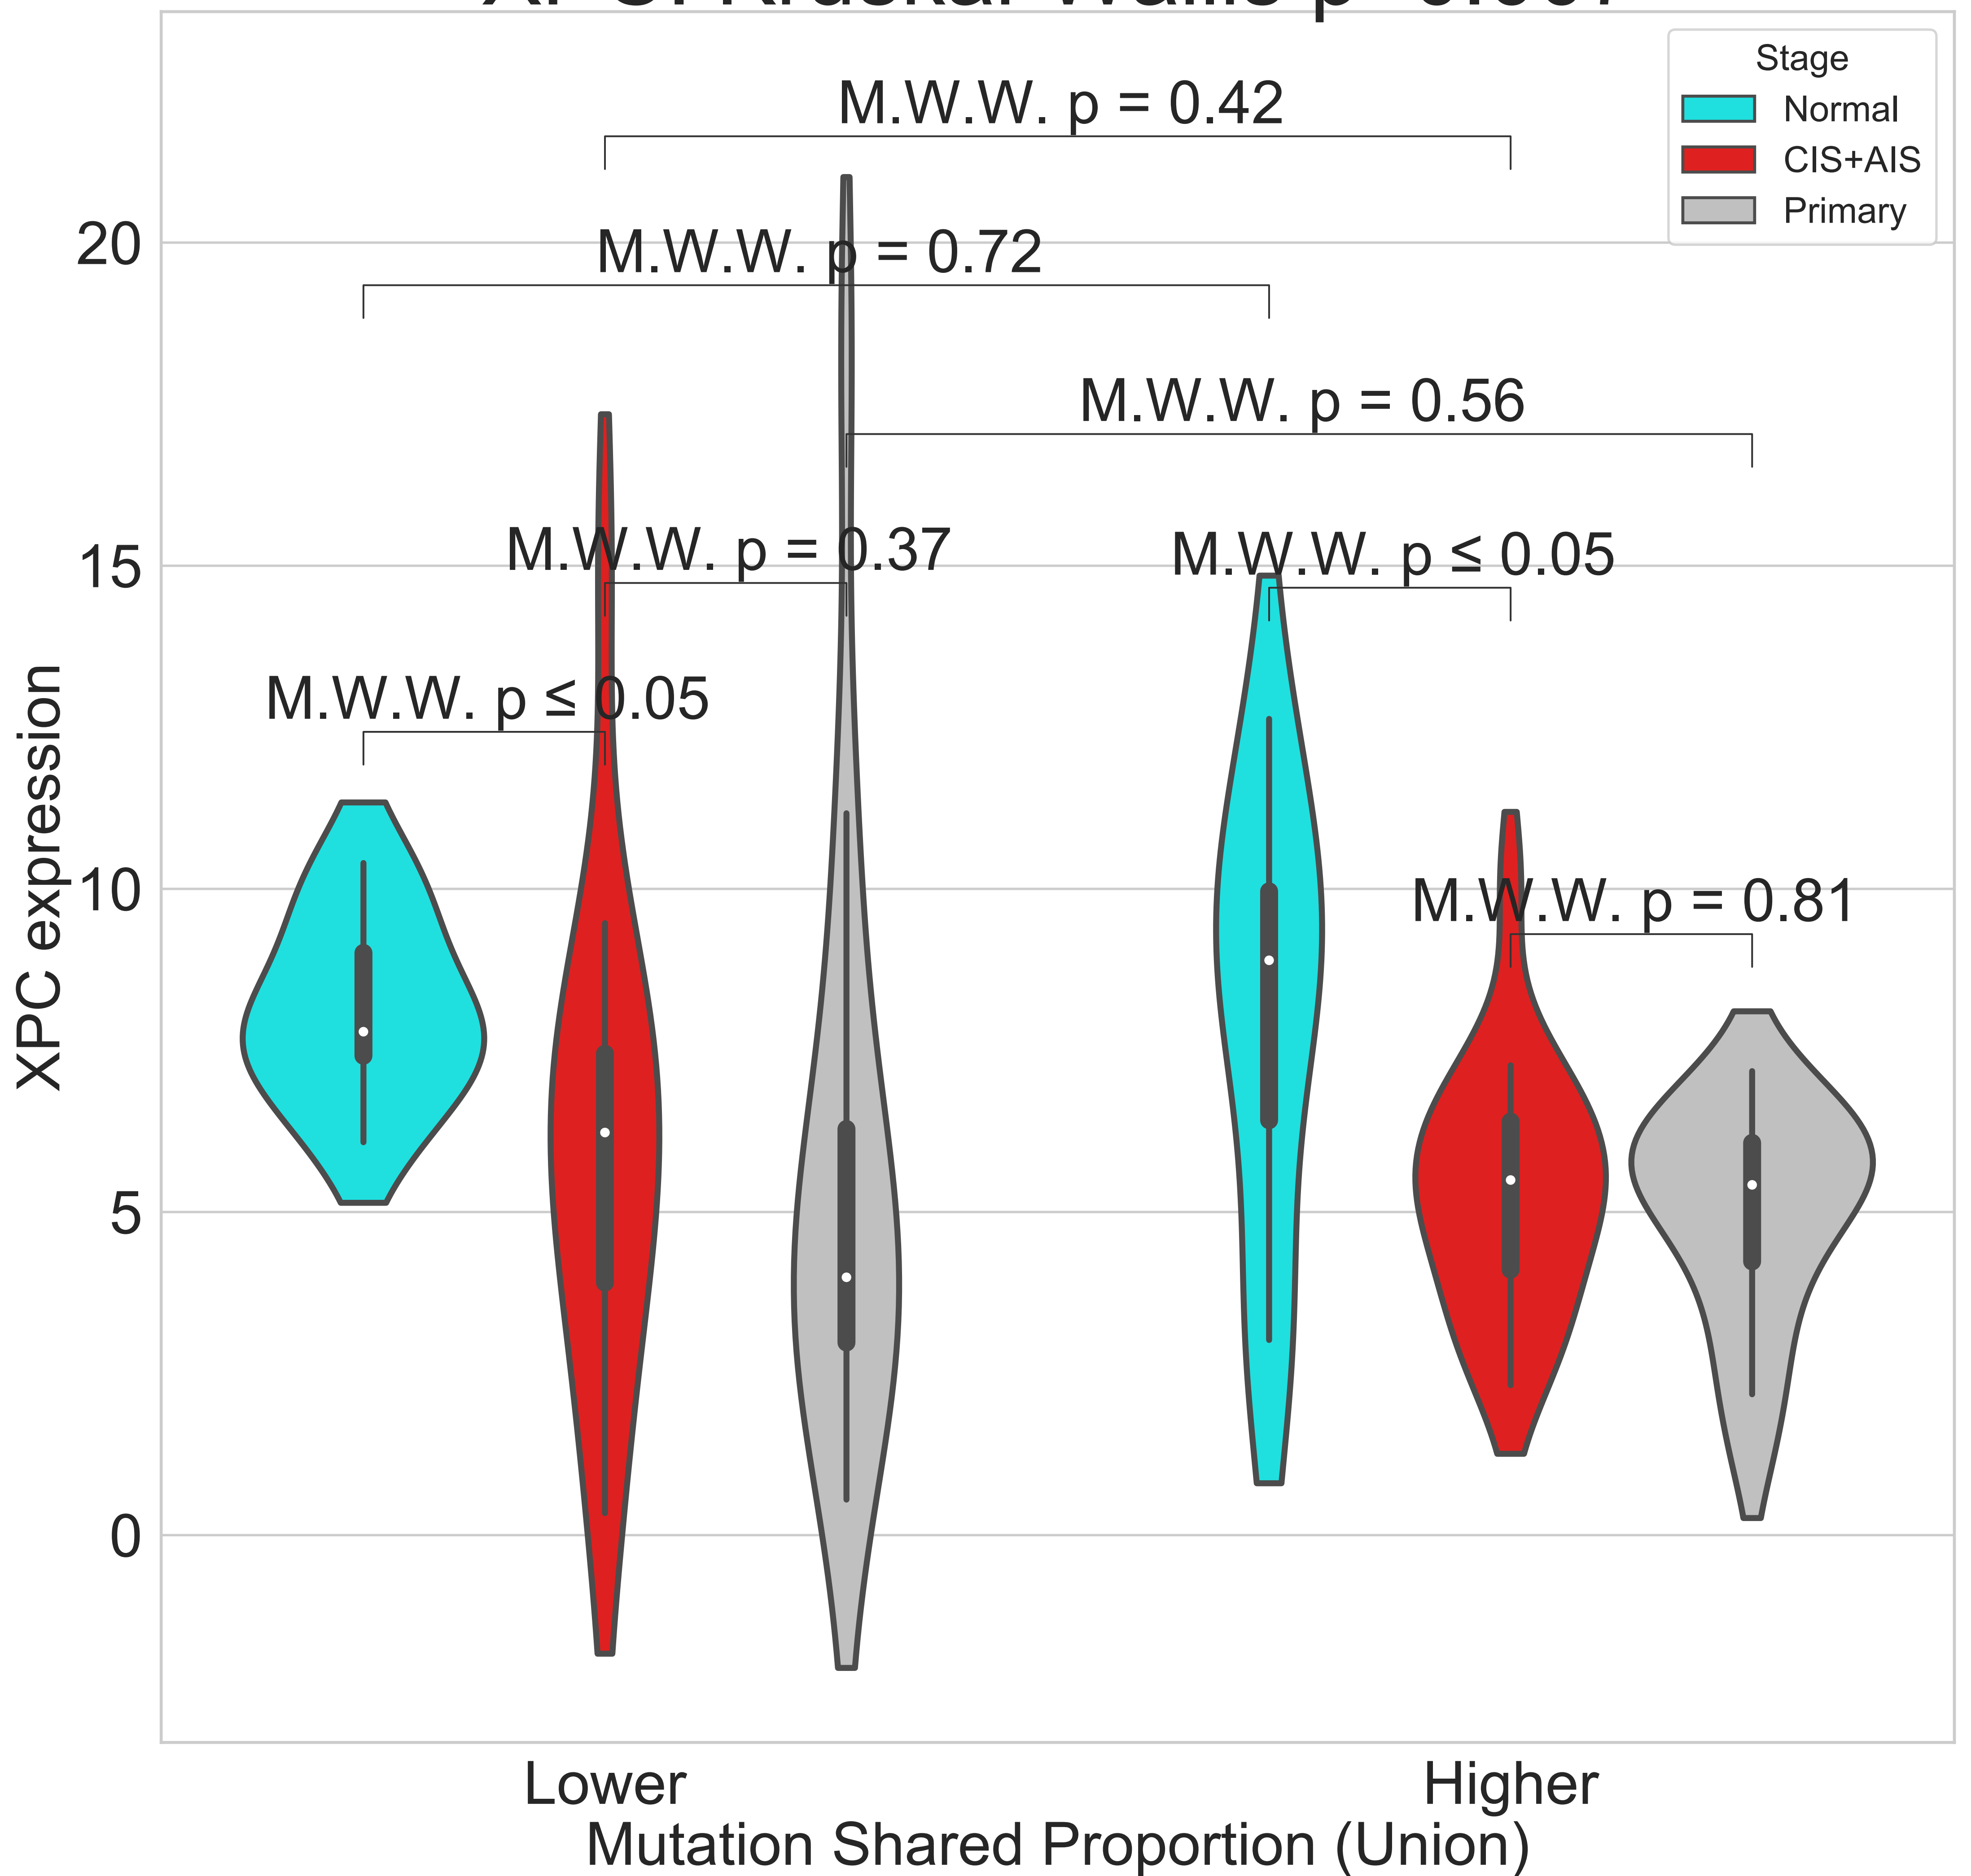 Stage
Normal
CIS+AIS
Primary
M.W.W. p = 0.42
M.W.W. p = 0.72
M.W.W. p = 0.56
M.W.W. p = 0.37
M.W.W. p ≤ 0.05
M.W.W. p ≤ 0.05
M.W.W. p = 0.81
XPC expression
20
15
10
5
0
Lower
Higher
Mutation Shared Proportion (Union)